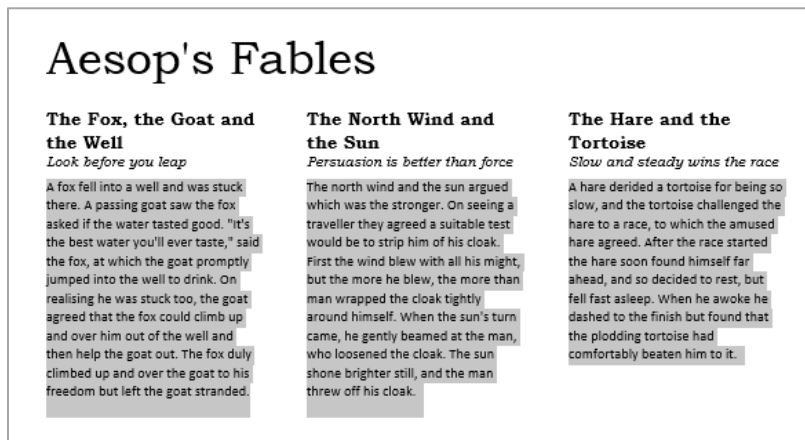 Aesop's Fables
The Fox, the Goat and
the Well
Look before you leap
A fox fell into a well and was stuck
there. A passing goat saw the fox
asked if the water tasted good. "It's
the best water you'll ever taste," said
the fox, at which the goat promptly
jumped into the well to drink. On
realising he was stuck too, the goat
agreed that the fox could climb up
and over him out of the well and
then help the goat out. The fox duly
climbed up and over the goat to his
freedom but left the goat stranded.
The North Wind and
the Sun
Persuasion is better than force
The north wind and the sun argued
which was the stronger. On seeing a
traveller they agreed a suitable test
would be to strip him of his cloak.
First the wind blew with all his might,
but the more he blew, the more than
man wrapped the cloak tightly
around himself. When the sun's turn
came, he gently beamed at the man,
who loosened the cloak. The sun
shone brighter still, and the man
threw off his cloak.
The Hare and the
Tortoise
Slow and steady wins the race
A hare derided a tortoise for being so
slow, and the tortoise challenged the
hare to a race, to which the amused
hare agreed. After the race started
the hare soon found himself far
ahead, and so decided to rest, but
fell fast asleep. When he awoke he
dashed to the finish but found that
the plodding tortoise had
comfortably beaten him to it.